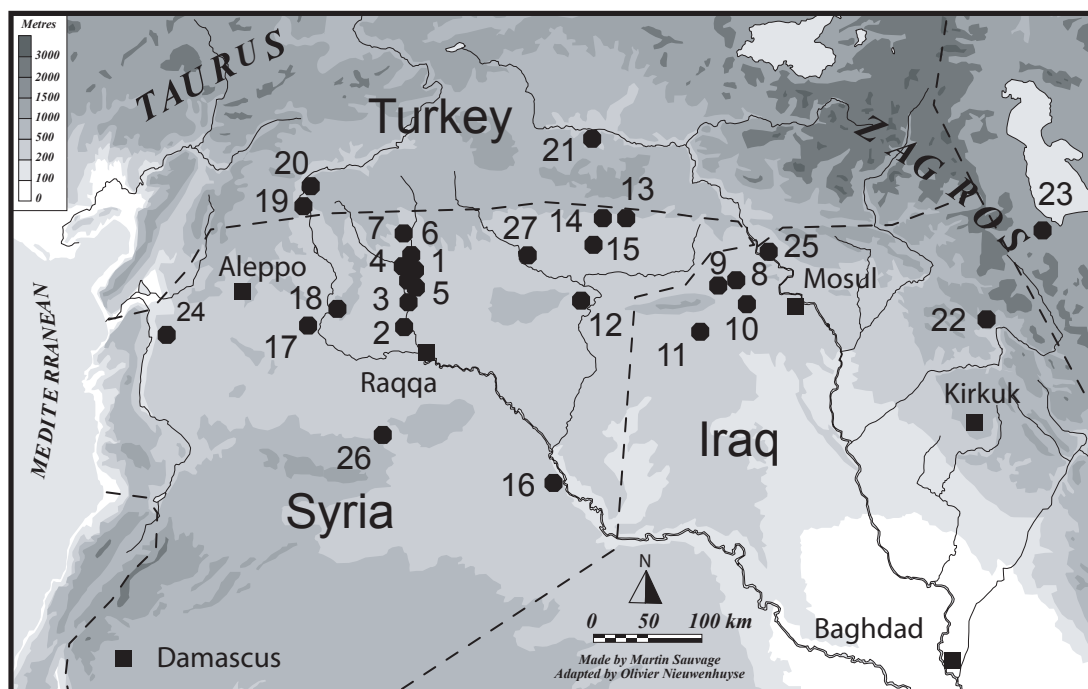 Metres
3000
2000
1500
1000
500
200
100
0
TAURUS
Turkey
ZAGROS
20
19
21
13
14
15
23
7
6
27
25
4
1
9
8
Mosul
Aleppo
5
3
18
2
12
10
24
17
11
22
Raqqa
Kirkuk
MEDITERRANEAN
26
Iraq
16
Syria
N
0 50 100 km
Baghdad
Made by Martin Sauvage
Adapted by Olivier Nieuwenhuyse
Damascus